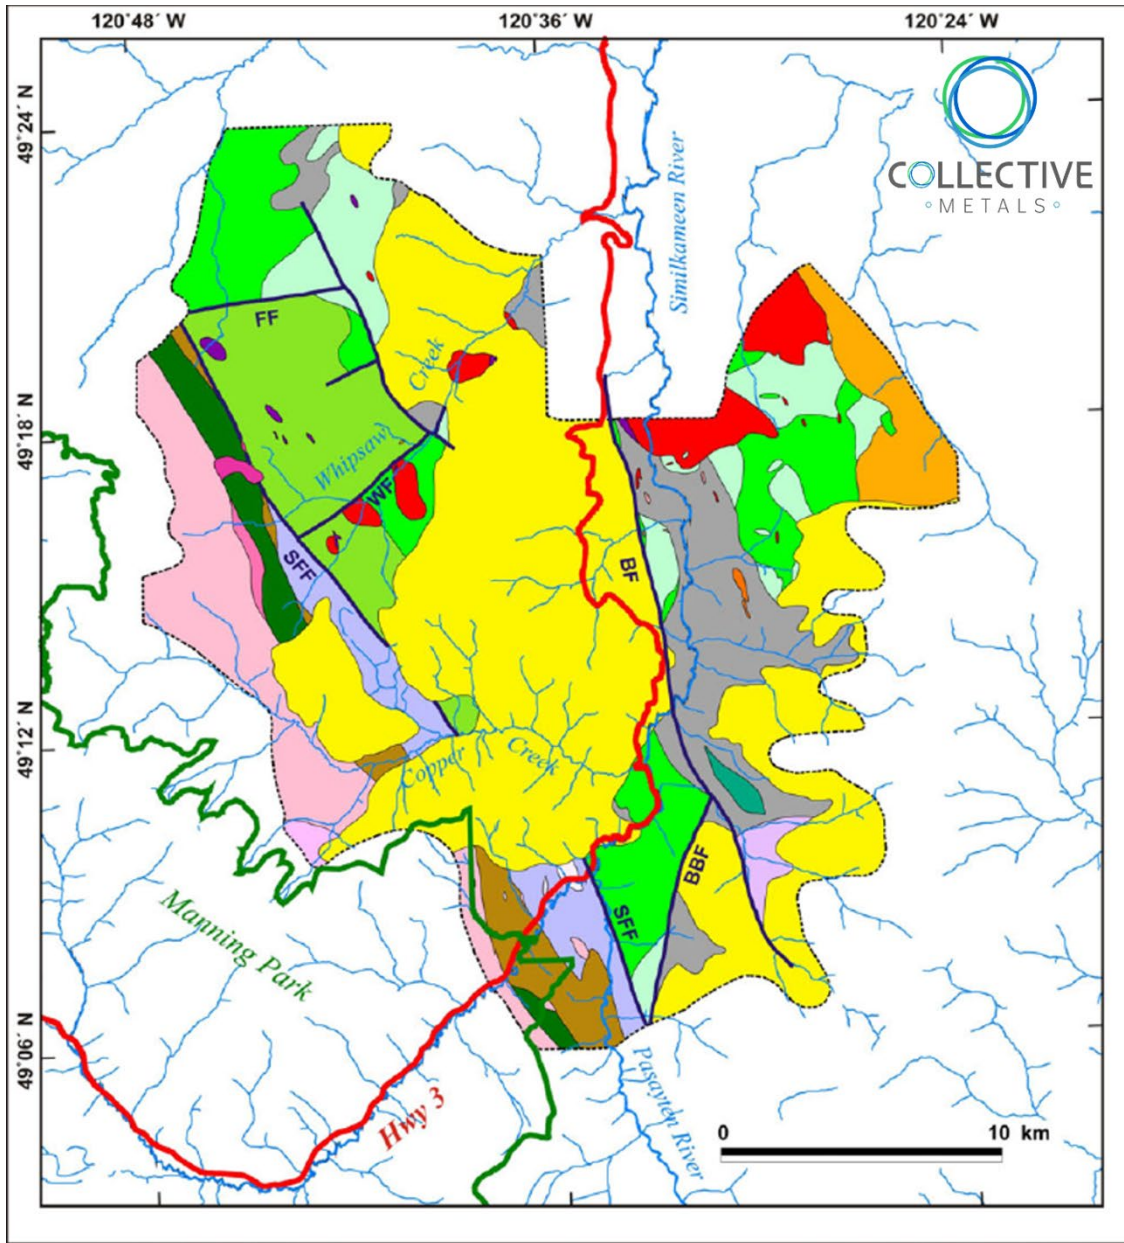 120°48´ W
120°36´ W
120°24´ W
49°24´ N
49°18´ N
49°12´ N
49°06´ N
COLLECTIVE
METALS
Similkameen River
FF
Creek
Whipsaw
WF
SFF
BF
Copper
Creek
BBF
SFF
Manning Park
Hwy 3
Pasayten River
0
10 km